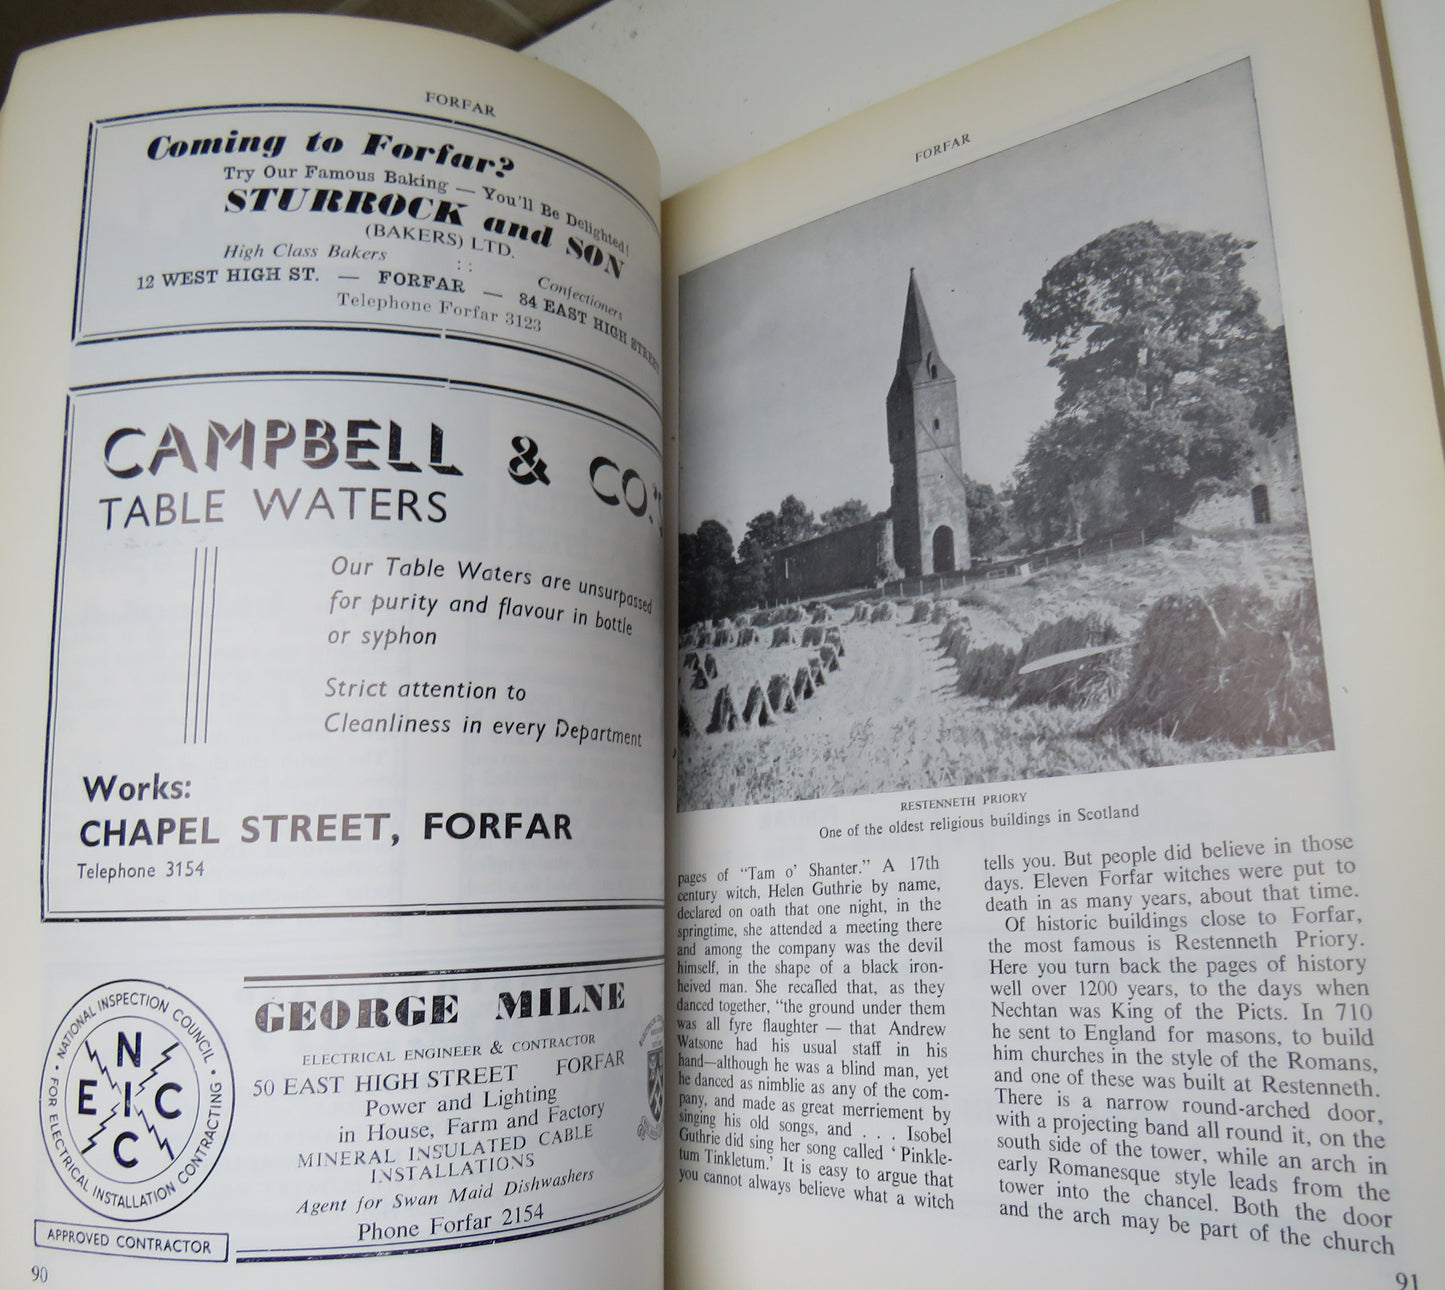 FORFAR
Coming to Forfar?
Try Our Famous Baking — You'll Be Delighted!
STURROCK and SON
(BAKERS) LTD.
High Class Bakers :: Confectioners
12 WEST HIGH ST. — FORFAR — 84 EAST HIGH STREET
Telephone Forfar 3123
CAMPBELL & CO.'
TABLE WATERS
Our Table Waters are unsurpassed
for purity and flavour in bottle
or syphon
Strict attention to
Cleanliness in every Department
Works:
CHAPEL STREET, FORFAR
Telephone 3154
• NATIONAL INSPECTION COUNCIL •
FOR ELECTRICAL INSTALLATION CONTRACTING
N
E I C
C
APPROVED CONTRACTOR
GEORGE MILNE
ELECTRICAL ENGINEER & CONTRACTOR
50 EAST HIGH STREET FORFAR
Power and Lighting
in House, Farm and Factory
MINERAL INSULATED CABLE
INSTALLATIONS
Agent for Swan Maid Dishwashers
Phone Forfar 2154
90
FORFAR
RESTENNETH PRIORY
One of the oldest religious buildings in Scotland
pages of "Tam o' Shanter." A 17th
century witch, Helen Guthrie by name,
declared on oath that one night, in the
springtime, she attended a meeting there
and among the company was the devil
himself, in the shape of a black iron-
heived man. She recalled that, as they
danced together, "the ground under them
was all fyre flaughter — that Andrew
Watsone had his usual staff in his
hand—although he was a blind man, yet
he danced as nimblie as any of the com-
pany, and made as great merriement by
singing his old songs, and . . . Isobel
Guthrie did sing her song called ' Pinkle-
tum Tinkletum.' It is easy to argue that
you cannot always believe what a witch
tells you. But people did believe in those
days. Eleven Forfar witches were put to
death in as many years, about that time.
Of historic buildings close to Forfar,
the most famous is Restenneth Priory.
Here you turn back the pages of history
well over 1200 years, to the days when
Nechtan was King of the Picts. In 710
he sent to England for masons, to build
him churches in the style of the Romans,
and one of these was built at Restenneth.
There is a narrow round-arched door,
with a projecting band all round it, on the
south side of the tower, while an arch in
early Romanesque style leads from the
tower into the chancel. Both the door
and the arch may be part of the church
91